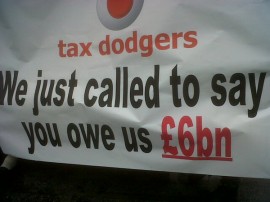 tax dodgers
We just called to say
you owe us £6bn